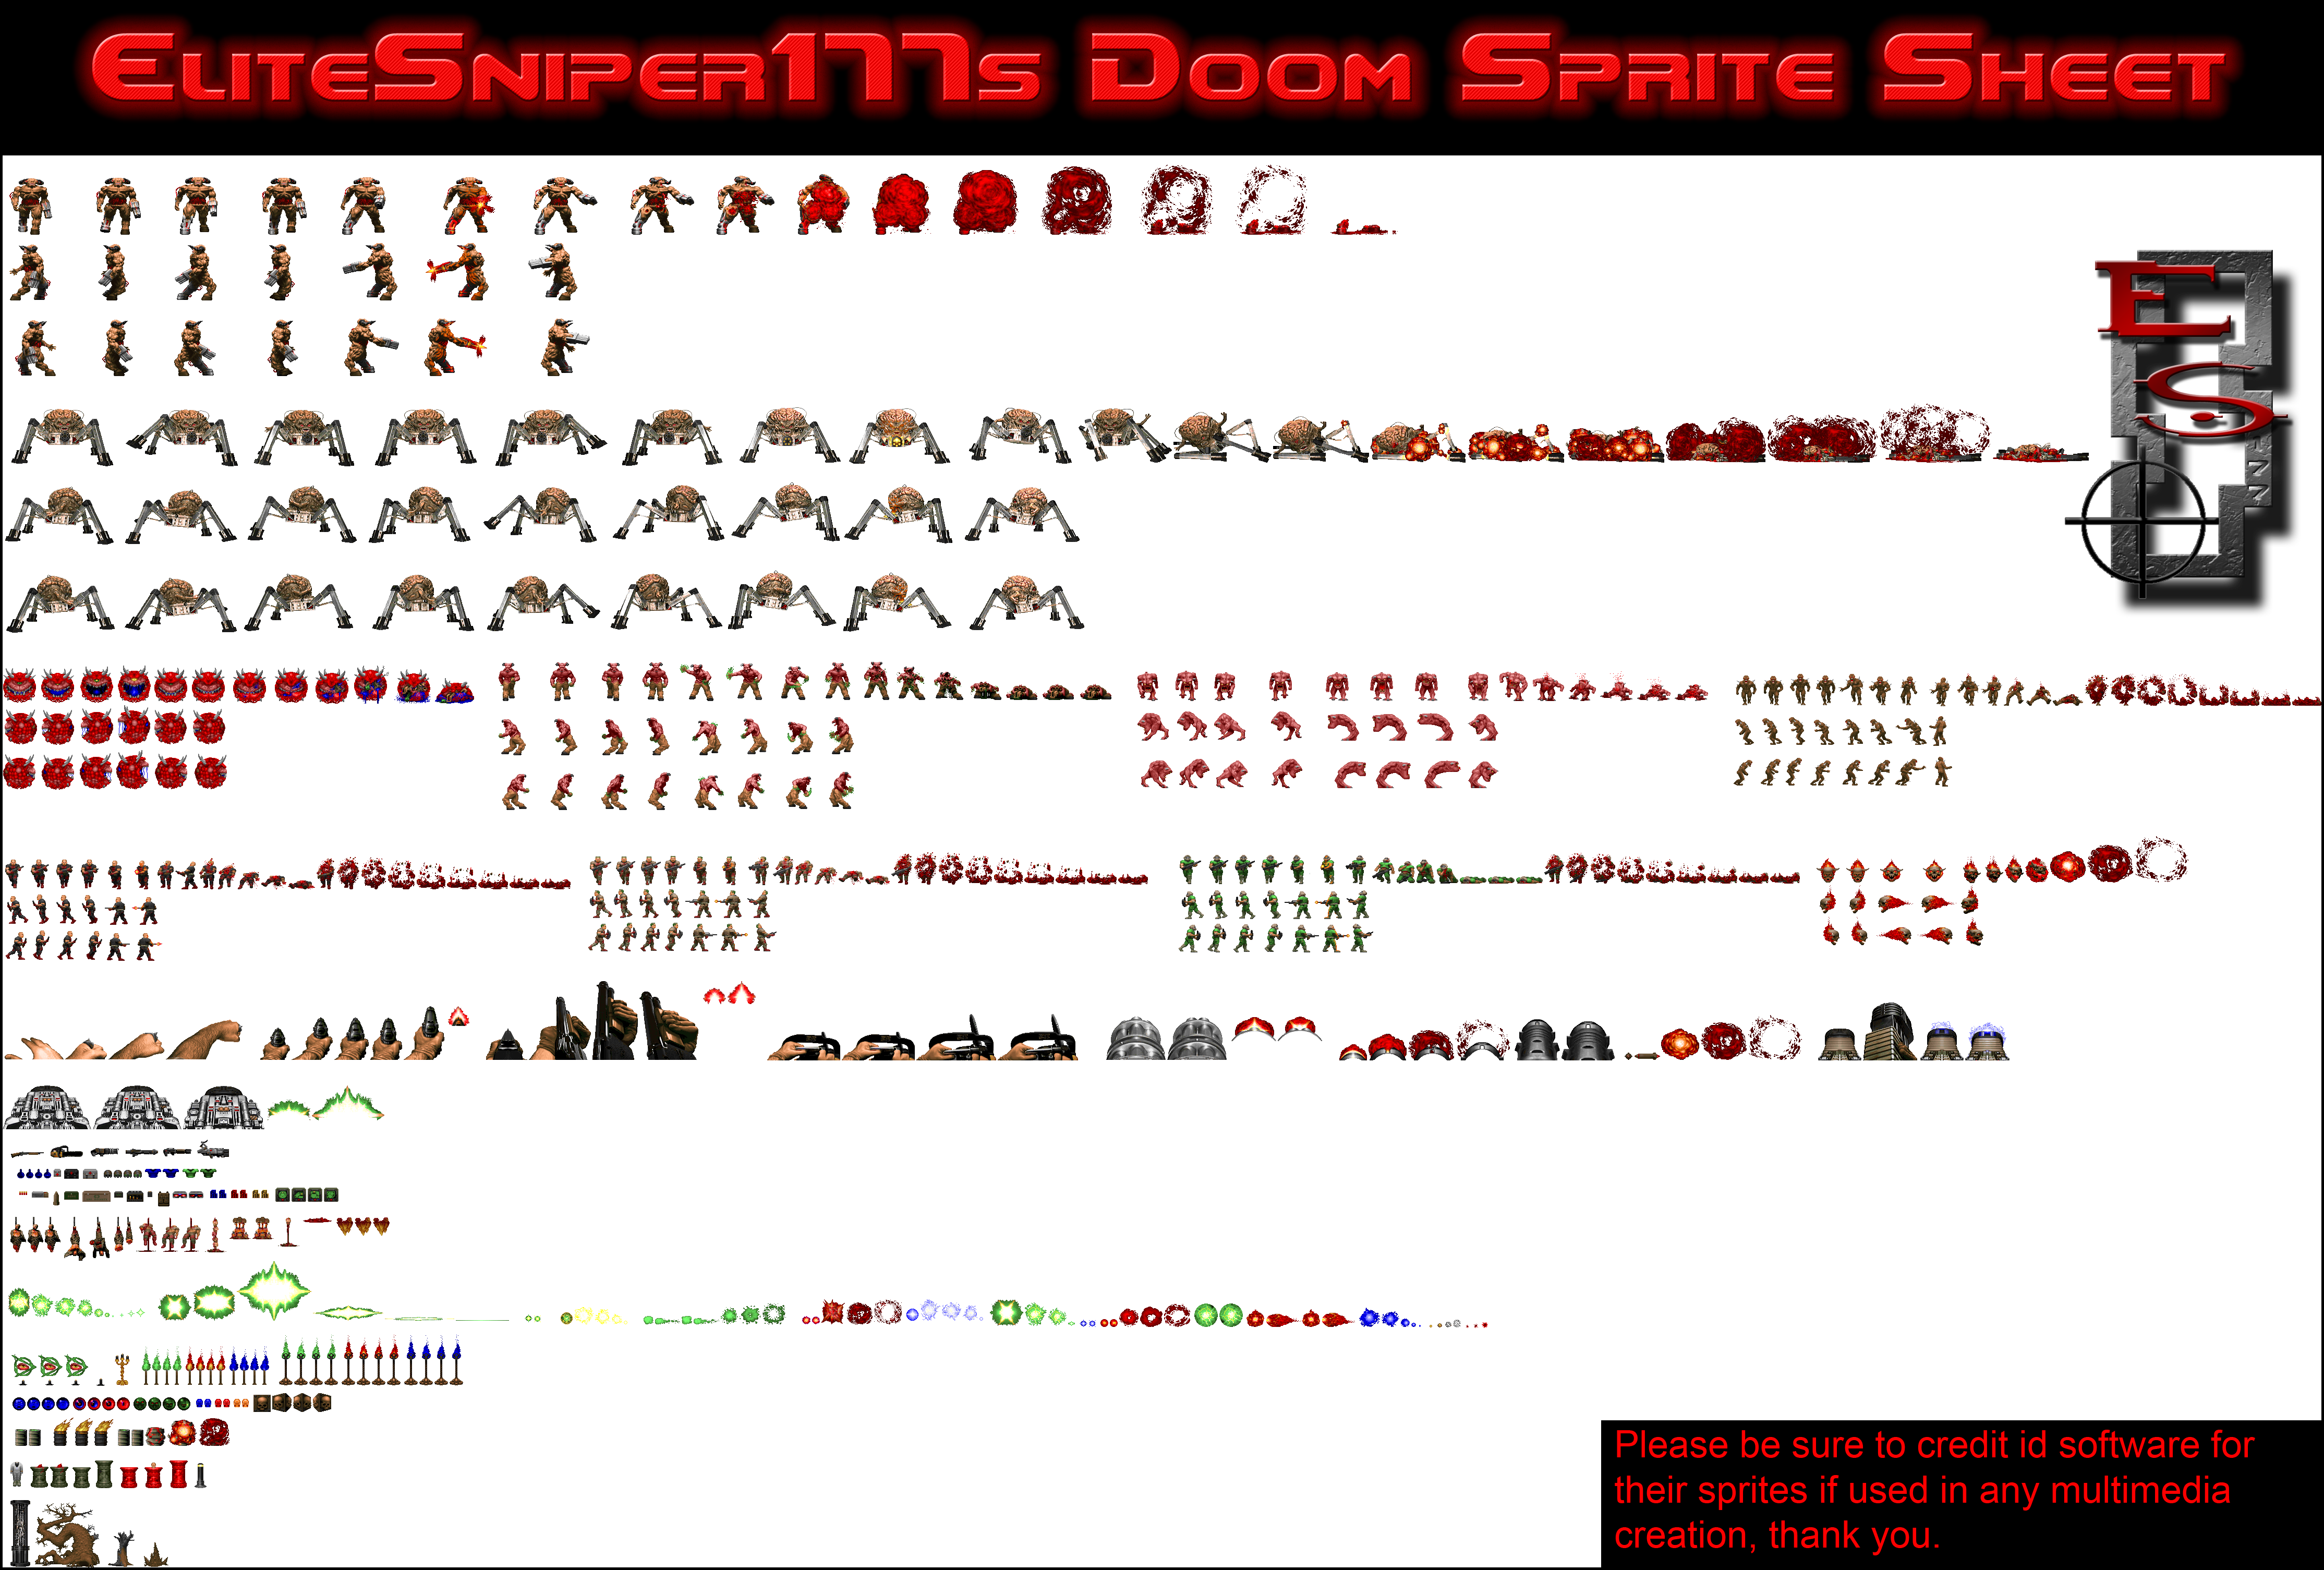 EliteSniper177s Doom Sprite Sheet
E
S
177
Please be sure to credit id software for
their sprites if used in any multimedia
creation, thank you.